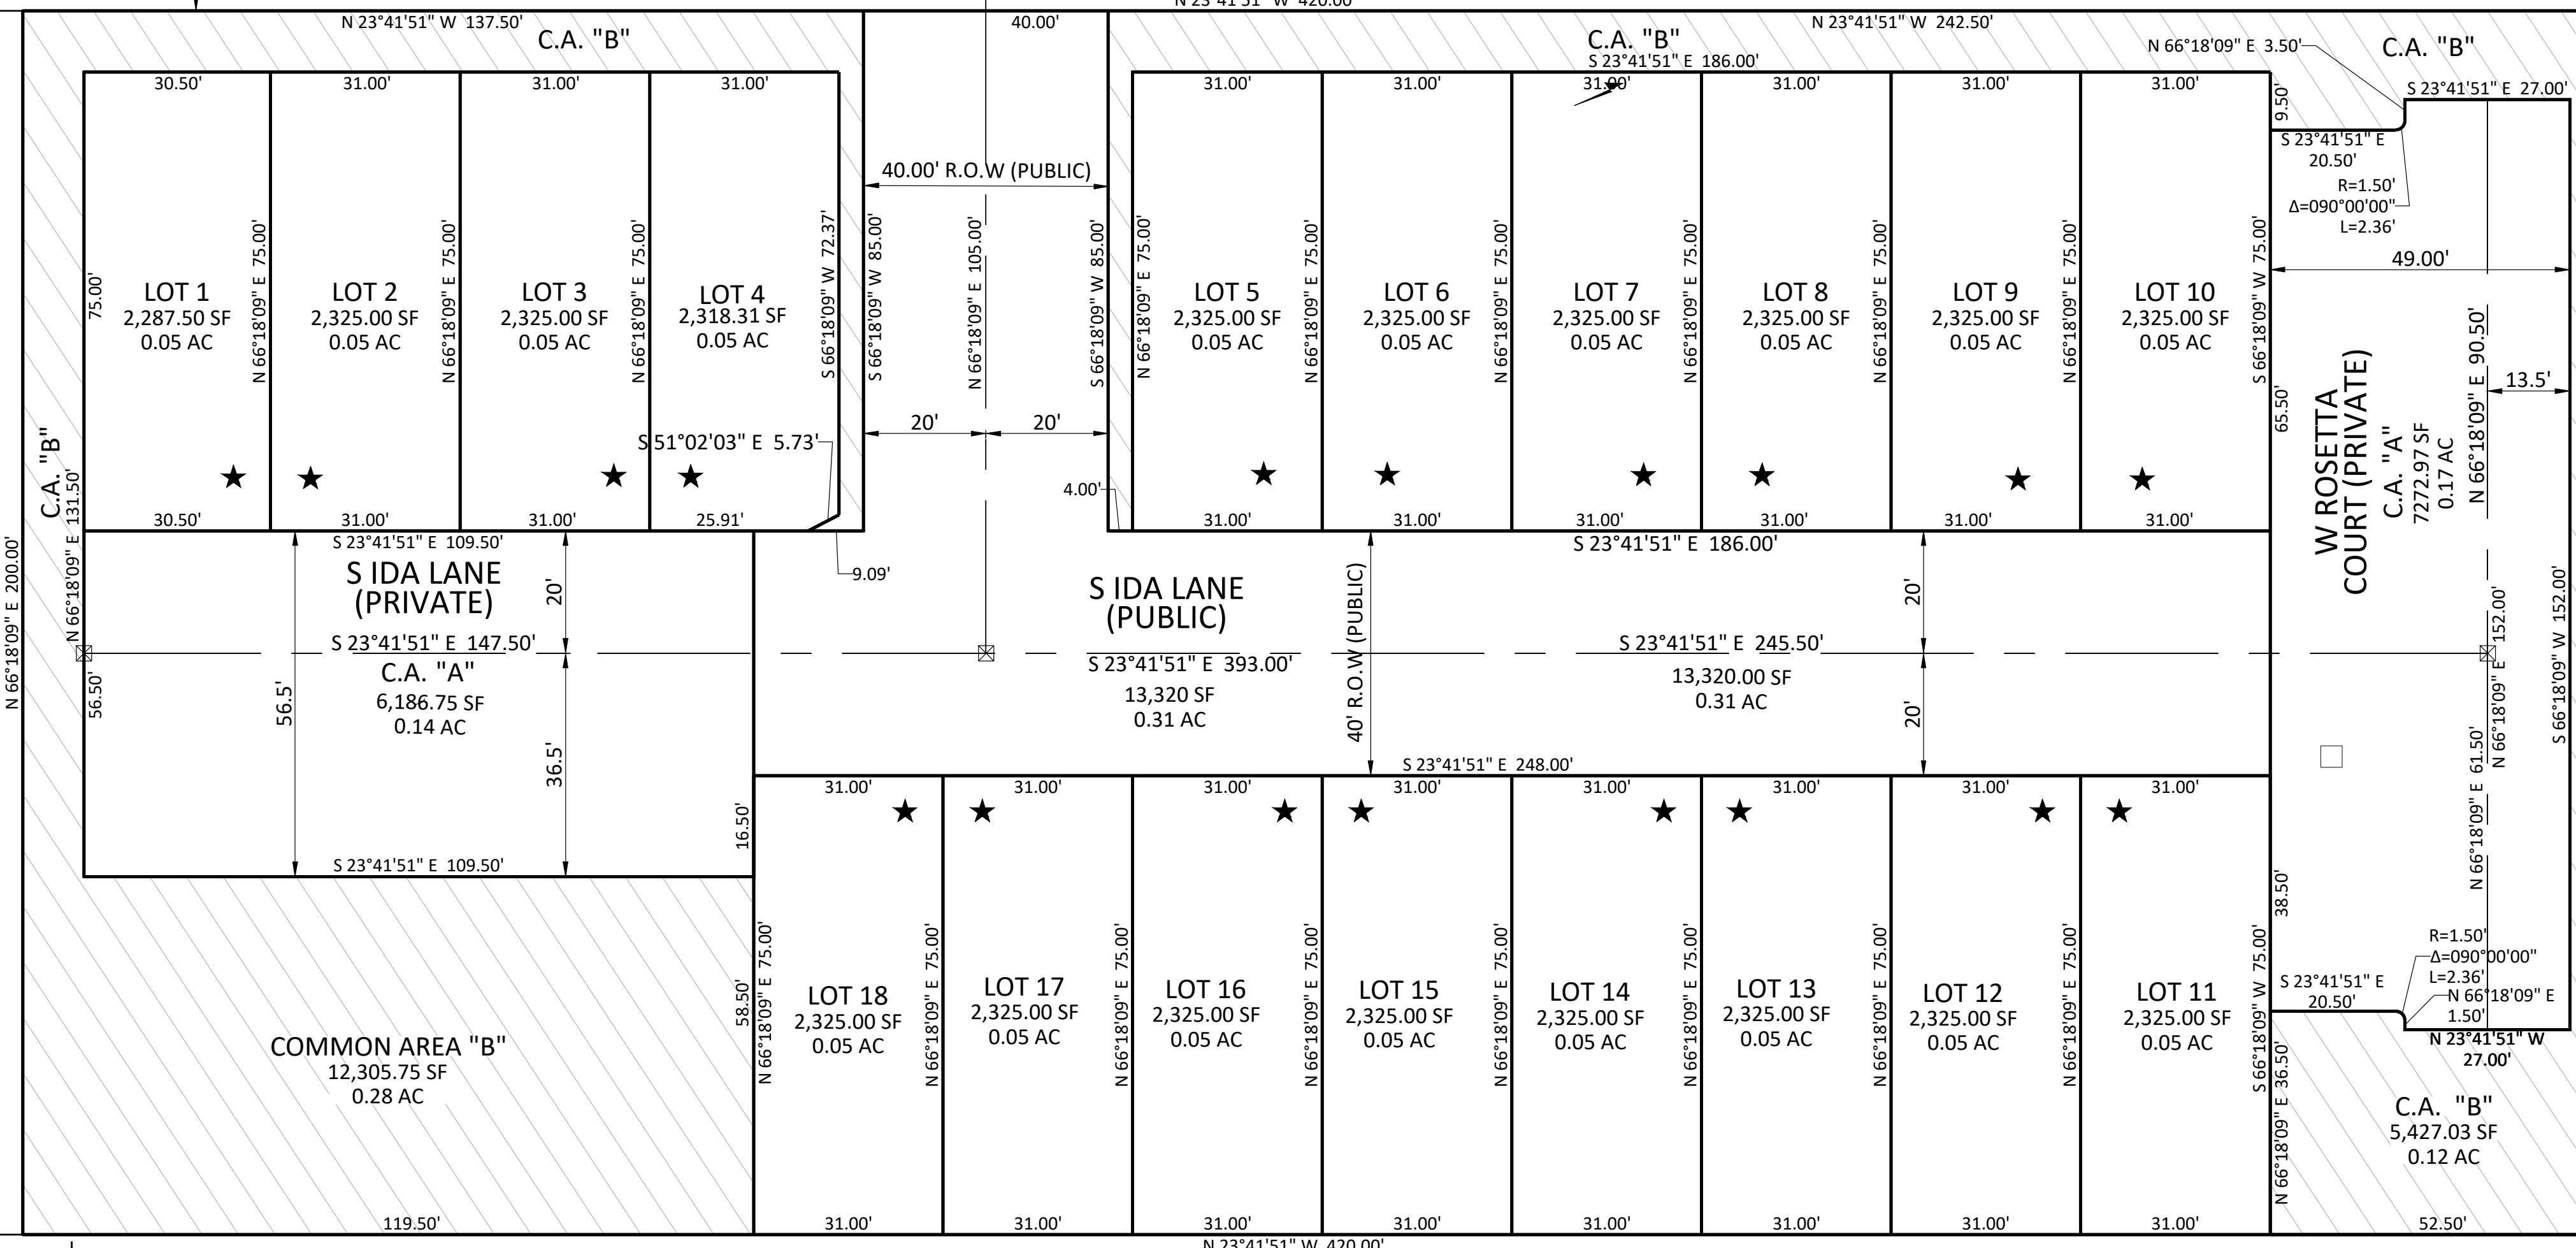 N 23°41'51" W 420.00'
N 23°41'51" W 137.50'
C.A. "B"
40.00'
C.A. "B"
N 23°41'51" W 242.50'
S 23°41'51" E 186.00'
N 66°18'09" E 3.50'
C.A. "B"
S 23°41'51" E 27.00'
30.50'
31.00'
31.00'
31.00'
31.00'
31.00'
31.00'
31.00'
31.00'
31.00'
9.50'
S 23°41'51" E
20.50'
R=1.50'
Δ=090°00'00"
L=2.36'
40.00' R.O.W (PUBLIC)
49.00'
75.00'
LOT 1
2,287.50 SF
0.05 AC
N 66°18'09" E 75.00'
LOT 2
2,325.00 SF
0.05 AC
N 66°18'09" E 75.00'
LOT 3
2,325.00 SF
0.05 AC
N 66°18'09" E 75.00'
LOT 4
2,318.31 SF
0.05 AC
S 66°18'09" W 72.37'
S 66°18'09" W 85.00'
N 66°18'09" E 105.00'
S 66°18'09" W 85.00'
N 66°18'09" E 75.00'
LOT 5
2,325.00 SF
0.05 AC
N 66°18'09" E 75.00'
LOT 6
2,325.00 SF
0.05 AC
N 66°18'09" E 75.00'
LOT 7
2,325.00 SF
0.05 AC
N 66°18'09" E 75.00'
LOT 8
2,325.00 SF
0.05 AC
N 66°18'09" E 75.00'
LOT 9
2,325.00 SF
0.05 AC
N 66°18'09" E 75.00'
LOT 10
2,325.00 SF
0.05 AC
S 66°18'09" W 75.00'
65.50'
W ROSETTA
COURT (PRIVATE)
C.A. "A"
7272.97 SF
0.17 AC
N 66°18'09" E 90.50'
13.5'
20'
20'
S 51°02'03" E 5.73'
4.00'
C.A. "B"
N 66°18'09" E 131.50'
N 66°18'09" E 200.00'
30.50'
31.00'
31.00'
25.91'
31.00'
31.00'
31.00'
31.00'
31.00'
31.00'
S 23°41'51" E 109.50'
S 23°41'51" E 186.00'
9.09'
S IDA LANE
(PRIVATE)
20'
S 23°41'51" E 147.50'
C.A. "A"
6,186.75 SF
0.14 AC
56.50'
56.5'
36.5'
S IDA LANE
(PUBLIC)
S 23°41'51" E 393.00'
13,320 SF
0.31 AC
40' R.O.W (PUBLIC)
S 23°41'51" E 245.50'
13,320.00 SF
0.31 AC
20'
20'
N 66°18'09" E 152.00'
S 66°18'09" W 152.00'
N 66°18'09" E 61.50'
S 23°41'51" E 248.00'
31.00'
31.00'
31.00'
31.00'
31.00'
31.00'
31.00'
31.00'
16.50'
S 23°41'51" E 109.50'
38.50'
58.50'
N 66°18'09" E 75.00'
LOT 18
2,325.00 SF
0.05 AC
N 66°18'09" E 75.00'
LOT 17
2,325.00 SF
0.05 AC
N 66°18'09" E 75.00'
LOT 16
2,325.00 SF
0.05 AC
N 66°18'09" E 75.00'
LOT 15
2,325.00 SF
0.05 AC
N 66°18'09" E 75.00'
LOT 14
2,325.00 SF
0.05 AC
N 66°18'09" E 75.00'
LOT 13
2,325.00 SF
0.05 AC
N 66°18'09" E 75.00'
LOT 12
2,325.00 SF
0.05 AC
N 66°18'09" E 75.00'
LOT 11
2,325.00 SF
0.05 AC
S 66°18'09" W 75.00'
S 23°41'51" E
20.50'
R=1.50'
Δ=090°00'00"
L=2.36'
N 66°18'09" E
1.50'
N 23°41'51" W
27.00'
N 66°18'09" E 36.50'
C.A. "B"
5,427.03 SF
0.12 AC
COMMON AREA "B"
12,305.75 SF
0.28 AC
119.50'
31.00'
31.00'
31.00'
31.00'
31.00'
31.00'
31.00'
31.00'
52.50'
N 23°41'51" W 420.00'